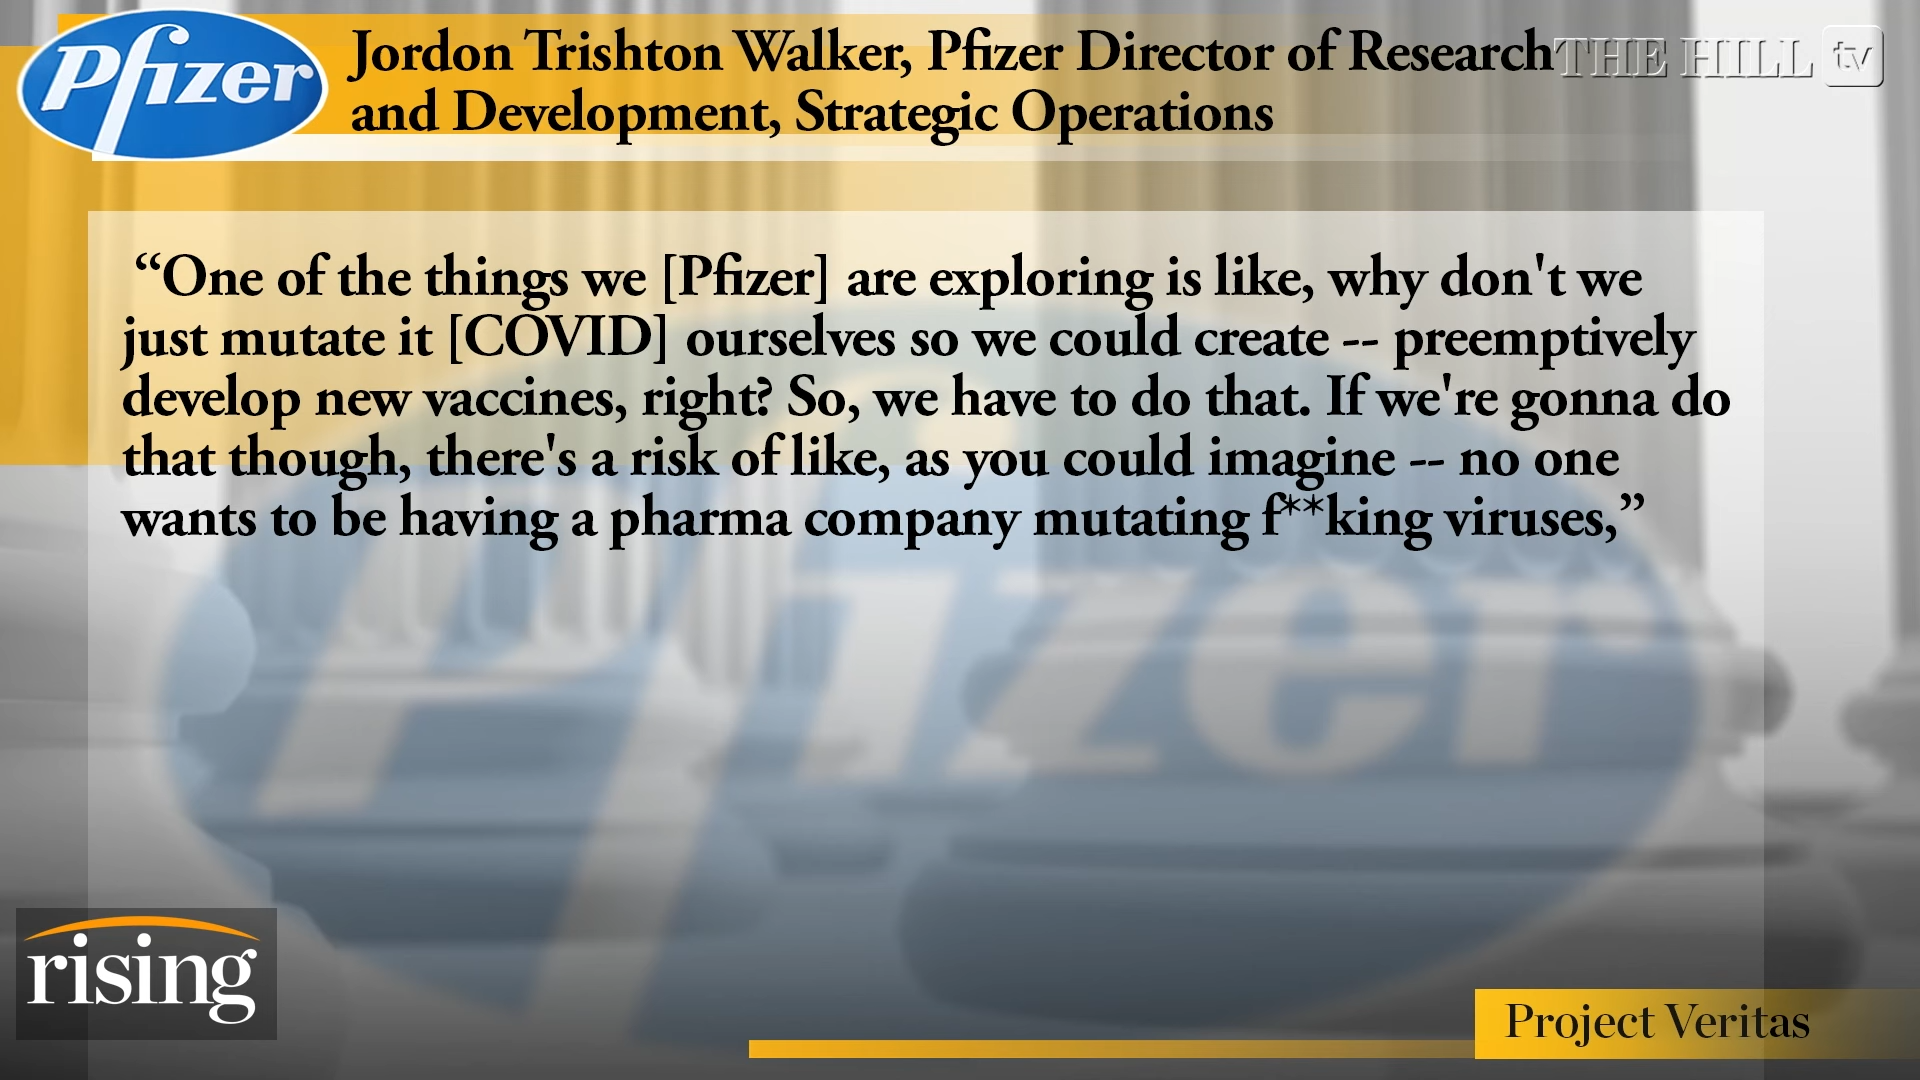 Pfizer
Jordon Trishton Walker, Pfizer Director of Research
and Development, Strategic Operations
THE HILL tv
“One of the things we [Pfizer] are exploring is like, why don't we
just mutate it [COVID] ourselves so we could create -- preemptively
develop new vaccines, right? So, we have to do that. If we're gonna do
that though, there's a risk of like, as you could imagine -- no one
wants to be having a pharma company mutating f**king viruses,”
Pfizer
rising
Project Veritas